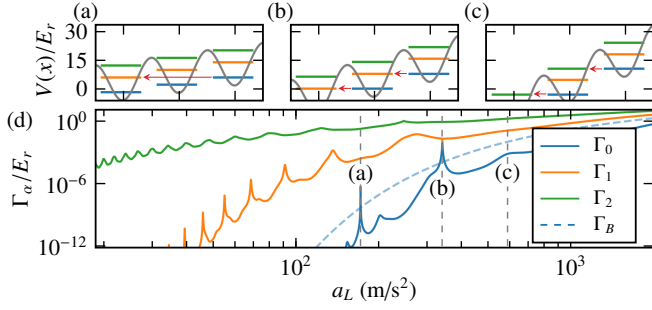 (a) (b) (c)
V(x)/E_r
30
15
0
(d)
Γ_α/E_r
10^0
10^−6
10^−12
(a)
(b)
(c)
Γ_0
Γ_1
Γ_2
Γ_B
10^2 10^3
a_L (m/s^2)